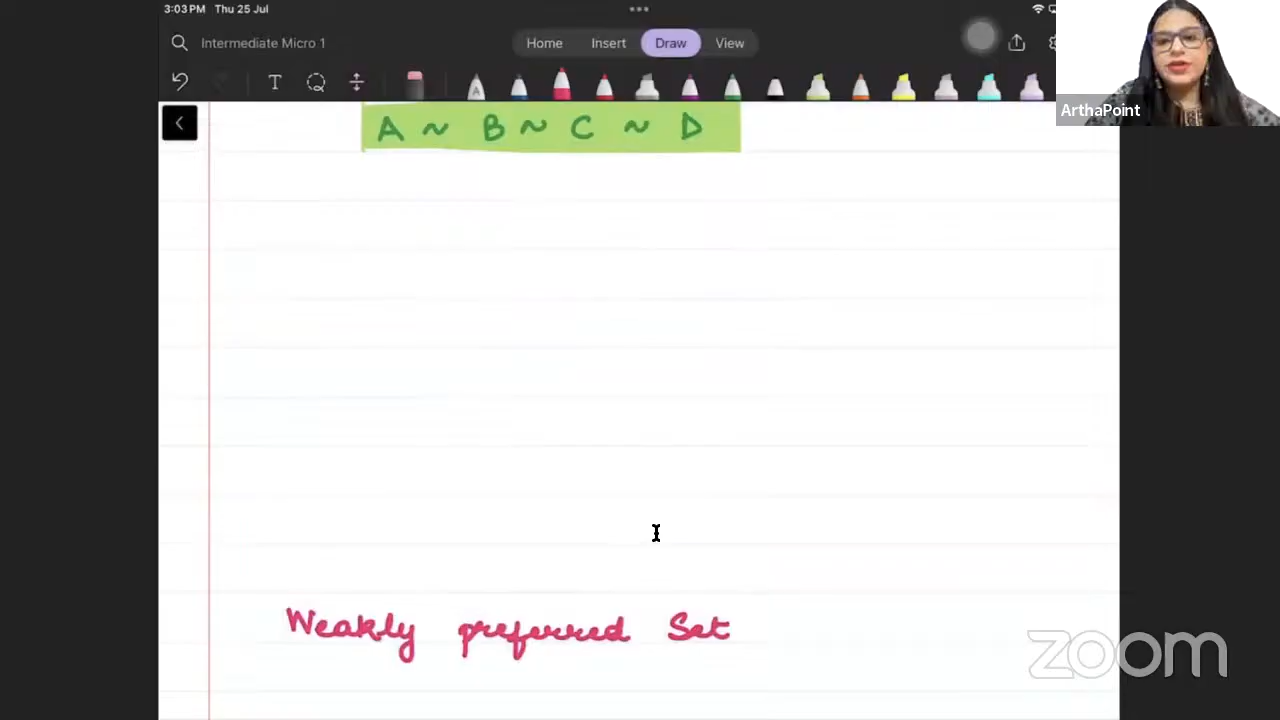 3:03 PM Thu 25 Jul
Intermediate Micro 1
Home Insert Draw View
T
A
ArthaPoint
A ~ B ~ C ~ D
Weakly preferred Set
zoom